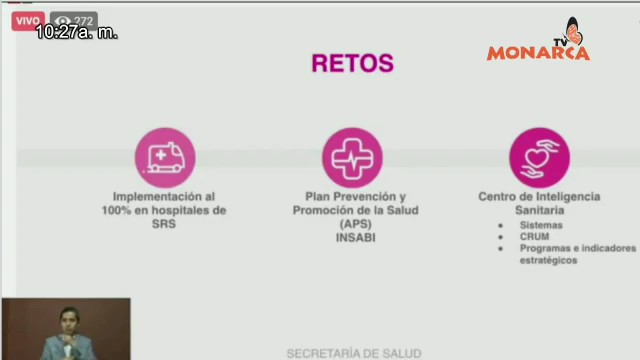 VIVO 272
10:27a. m.
TV
MONARCA
RETOS
Implementación al
100% en hospitales de
SRS
Plan Prevención y
Promoción de la Salud
(APS)
INSABI
Centro de Inteligencia
Sanitaria
• Sistemas
• CRUM
• Programas e indicadores
estratégicos
SECRETARÍA DE SALUD